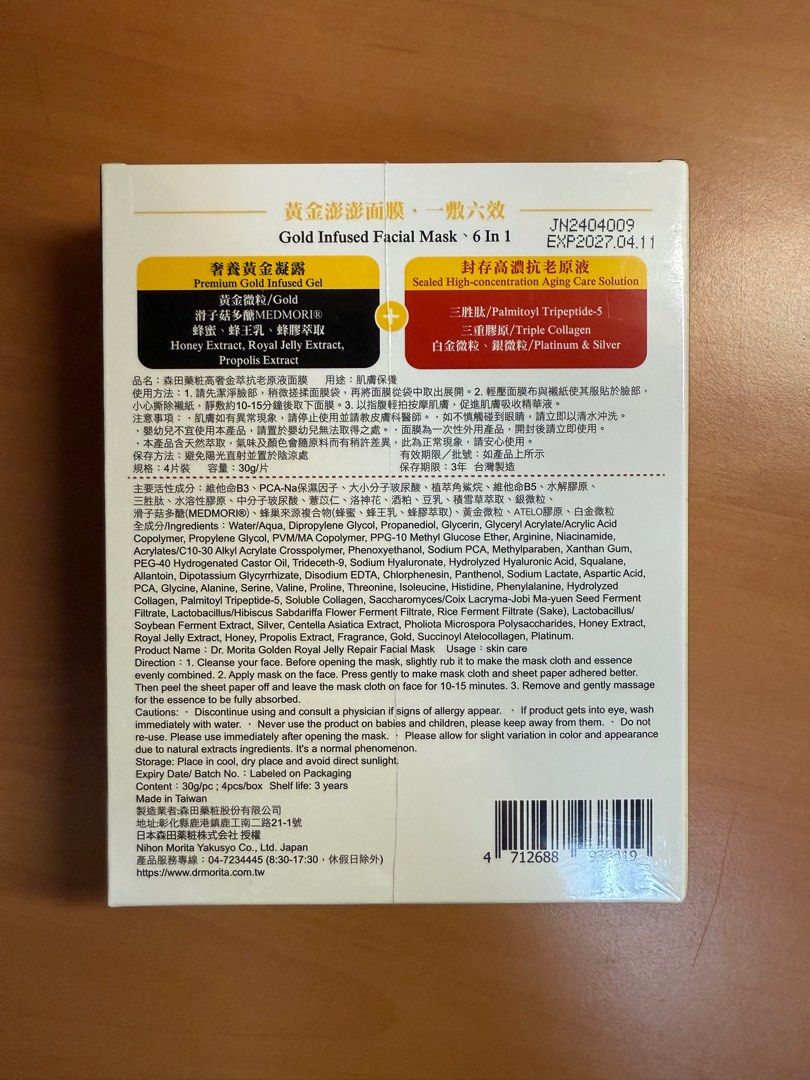 黃金澎澎面膜・一敷六效
Gold Infused Facial Mask、6 In 1
JN2404009
EXP2027.04.11
奢養黃金凝露
Premium Gold Infused Gel
黃金微粒/Gold
滑子菇多醣MEDMORI®
蜂蜜、蜂王乳、蜂膠萃取
Honey Extract, Royal Jelly Extract,
Propolis Extract
+
封存高濃抗老原液
Sealed High-concentration Aging Care Solution
三胜肽/Palmitoyl Tripeptide-5
三重膠原/Triple Collagen
白金微粒、銀微粒/Platinum & Silver
品名：森田藥粧高奢金萃抗老原液面膜 用途：肌膚保養
使用方法：1. 請先潔淨臉部，稍微搓揉面膜袋，再將面膜從袋中取出展開。2. 輕壓面膜布與襯紙使其服貼於臉部，
小心撕除襯紙，靜敷約10-15分鐘後取下面膜。3. 以指腹輕拍按摩肌膚，促進肌膚吸收精華液。
注意事項：・肌膚如有異常現象，請停止使用並請教皮膚科醫師。・如不慎觸碰到眼睛，請立即以清水沖洗。
・嬰幼兒不宜使用本產品，請置於嬰幼兒無法取得之處。・面膜為一次性外用產品，開封後請立即使用。
・本產品含天然萃取，氣味及顏色會隨原料而有稍許差異，此為正常現象，請安心使用。
保存方法：避免陽光直射並置於陰涼處 有效期限／批號：如產品上所示
規格：4片裝 容量：30g/片 保存期限：3年 台灣製造
主要活性成分：維他命B3、PCA-Na保濕因子、大小分子玻尿酸、植萃角鯊烷、維他命B5、水解膠原、
三胜肽、水溶性膠原、中分子玻尿酸、薏苡仁、洛神花、酒粕、豆乳、積雪草萃取、銀微粒、
滑子菇多醣(MEDMORI®)、蜂巢來源複合物(蜂蜜、蜂王乳、蜂膠萃取)、黃金微粒、ATELO膠原、白金微粒
全成分/Ingredients：Water/Aqua, Dipropylene Glycol, Propanediol, Glycerin, Glyceryl Acrylate/Acrylic Acid
Copolymer, Propylene Glycol, PVM/MA Copolymer, PPG-10 Methyl Glucose Ether, Arginine, Niacinamide,
Acrylates/C10-30 Alkyl Acrylate Crosspolymer, Phenoxyethanol, Sodium PCA, Methylparaben, Xanthan Gum,
PEG-40 Hydrogenated Castor Oil, Trideceth-9, Sodium Hyaluronate, Hydrolyzed Hyaluronic Acid, Squalane,
Allantoin, Dipotassium Glycyrrhizate, Disodium EDTA, Chlorphenesin, Panthenol, Sodium Lactate, Aspartic Acid,
PCA, Glycine, Alanine, Serine, Valine, Proline, Threonine, Isoleucine, Histidine, Phenylalanine, Hydrolyzed
Collagen, Palmitoyl Tripeptide-5, Soluble Collagen, Saccharomyces/Coix Lacryma-Jobi Ma-yuen Seed Ferment
Filtrate, Lactobacillus/Hibiscus Sabdariffa Flower Ferment Filtrate, Rice Ferment Filtrate (Sake), Lactobacillus/
Soybean Ferment Extract, Silver, Centella Asiatica Extract, Pholiota Microspora Polysaccharides, Honey Extract,
Royal Jelly Extract, Honey, Propolis Extract, Fragrance, Gold, Succinoyl Atelocollagen, Platinum.
Product Name：Dr. Morita Golden Royal Jelly Repair Facial Mask Usage：skin care
Direction：1. Cleanse your face. Before opening the mask, slightly rub it to make the mask cloth and essence
evenly combined. 2. Apply mask on the face. Press gently to make mask cloth and sheet paper adhered better.
Then peel the sheet paper off and leave the mask cloth on face for 10-15 minutes. 3. Remove and gently massage
for the essence to be fully absorbed.
Cautions:・ Discontinue using and consult a physician if signs of allergy appear. ・ If product gets into eye, wash
immediately with water. ・ Never use the product on babies and children, please keep away from them. ・ Do not
re-use. Please use immediately after opening the mask. ・ Please allow for slight variation in color and appearance
due to natural extracts ingredients. It's a normal phenomenon.
Storage: Place in cool, dry place and avoid direct sunlight.
Expiry Date/ Batch No.：Labeled on Packaging
Content：30g/pc ; 4pcs/box Shelf life: 3 years
Made in Taiwan
製造業者:森田藥粧股份有限公司
地址:彰化縣鹿港鎮鹿工南二路21-1號
日本森田薬粧株式会社 授權
Nihon Morita Yakusyo Co., Ltd. Japan
產品服務專線：04-7234445 (8:30-17:30，休假日除外)
https://www.drmorita.com.tw
4 712688